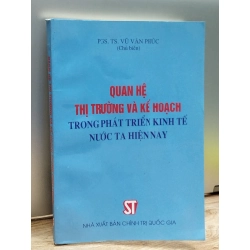 PGS. TS. VŨ VĂN PHÚC
(Chủ biên)
QUAN HỆ
THỊ TRƯỜNG VÀ KẾ HOẠCH
TRONG PHÁT TRIỂN KINH TẾ
NƯỚC TA HIỆN NAY
ST
NHÀ XUẤT BẢN CHÍNH TRỊ QUỐC GIA